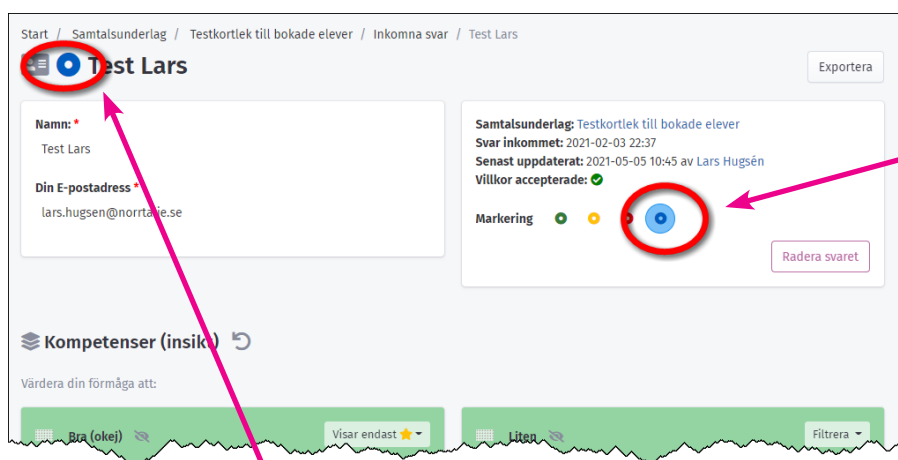 Start / Samtalsunderlag / Testkortlek till bokade elever / Inkomna svar / Test Lars
Test Lars
Exportera
Namn: *
Test Lars
Din E-postadress *
lars.hugsen@norrtalje.se
Samtalsunderlag: Testkortlek till bokade elever
Svar inkommet: 2021-02-03 22:37
Senast uppdaterat: 2021-05-05 10:45 av Lars Hugsén
Villkor accepterade:
Markering
Radera svaret
Kompetenser (insikt)
Värdera din förmåga att:
Bra (okej)
Visar endast
Liten
Filtrera